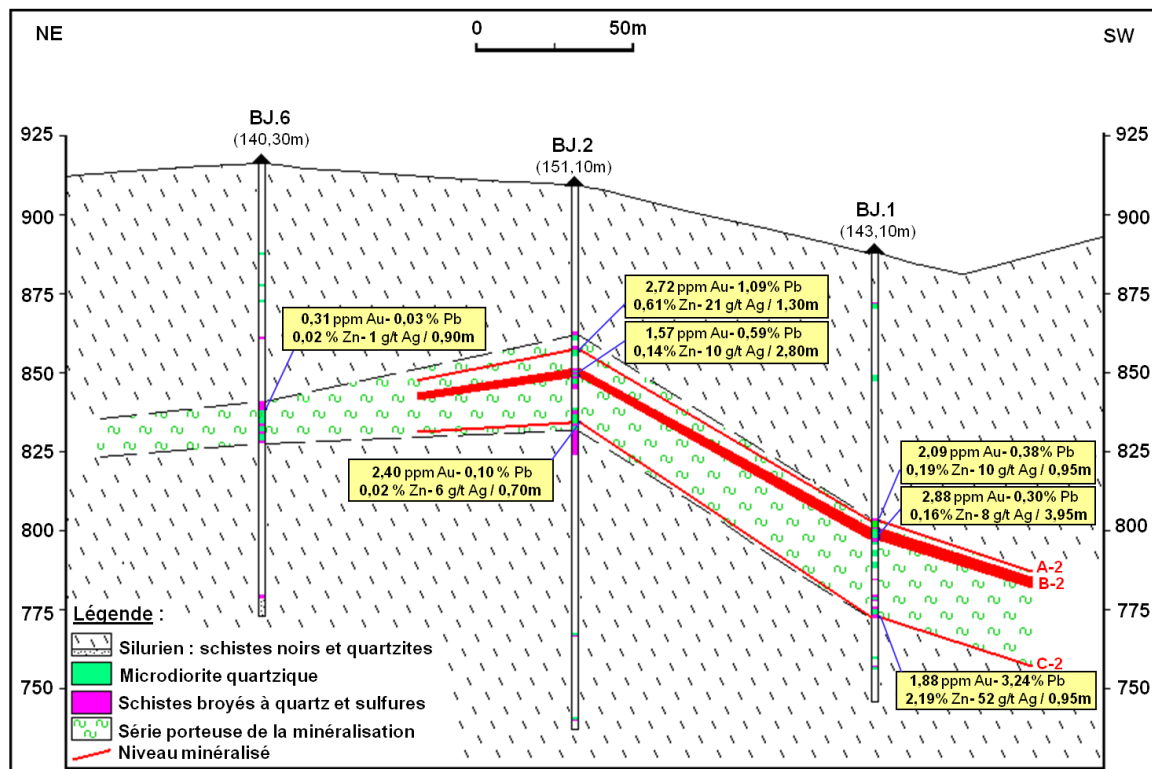 NE
0
50m
SW
BJ.6
(140,30m)
BJ.2
(151,10m)
BJ.1
(143,10m)
925
900
875
850
825
800
775
750
925
900
875
850
825
800
775
750
0,31 ppm Au- 0,03 % Pb
0,02 % Zn- 1 g/t Ag / 0,90m
2,72 ppm Au- 1,09% Pb
0,61% Zn- 21 g/t Ag / 1,30m
1,57 ppm Au- 0,59% Pb
0,14% Zn- 10 g/t Ag / 2,80m
2,40 ppm Au- 0,10 % Pb
0,02 % Zn- 6 g/t Ag / 0,70m
2,09 ppm Au- 0,38% Pb
0,19% Zn- 10 g/t Ag / 0,95m
2,88 ppm Au- 0,30% Pb
0,16% Zn- 8 g/t Ag / 3,95m
A-2
B-2
C-2
1,88 ppm Au- 3,24% Pb
2,19% Zn- 52 g/t Ag / 0,95m
Légende :
Silurien : schistes noirs et quartzites
Microdiorite quartzique
Schistes broyés à quartz et sulfures
Série porteuse de la minéralisation
Niveau minéralisé